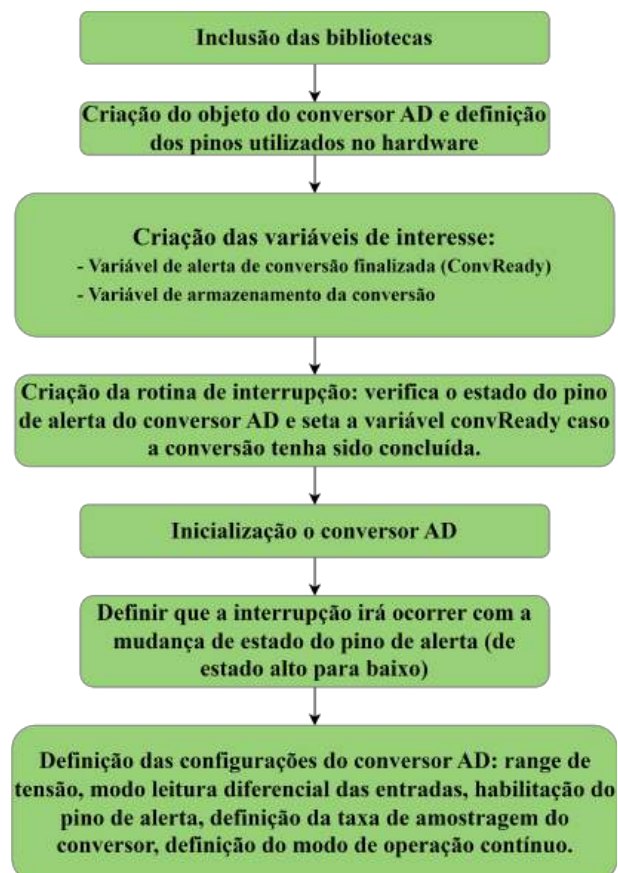 Inclusão das bibliotecas
Criação do objeto do conversor AD e definição
dos pinos utilizados no hardware
Criação das variáveis de interesse:
- Variável de alerta de conversão finalizada (ConvReady)
- Variável de armazenamento da conversão
Criação da rotina de interrupção: verifica o estado do pino
de alerta do conversor AD e seta a variável convReady caso
a conversão tenha sido concluída.
Inicialização o conversor AD
Definir que a interrupção irá ocorrer com a
mudança de estado do pino de alerta (de
estado alto para baixo)
Definição das configurações do conversor AD: range de
tensão, modo leitura diferencial das entradas, habilitação do
pino de alerta, definição da taxa de amostragem do
conversor, definição do modo de operação contínuo.